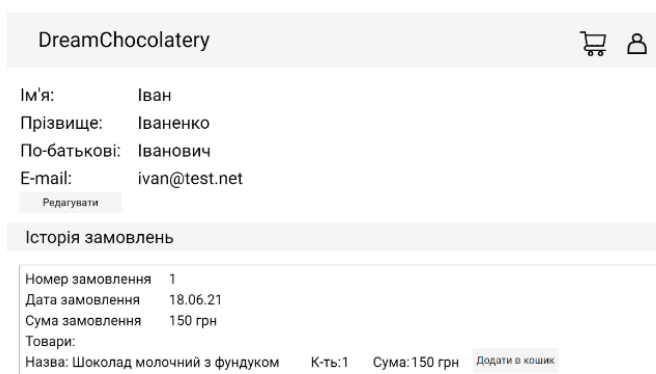 DreamChocolatery
Ім'я: Іван
Прізвище: Іваненко
По-батькові: Іванович
E-mail: ivan@test.net
Редагувати
Історія замовлень
Номер замовлення 1
Дата замовлення 18.06.21
Сума замовлення 150 грн
Товари:
Назва: Шоколад молочний з фундуком К-ть:1 Сума:150 грн Додати в кошик